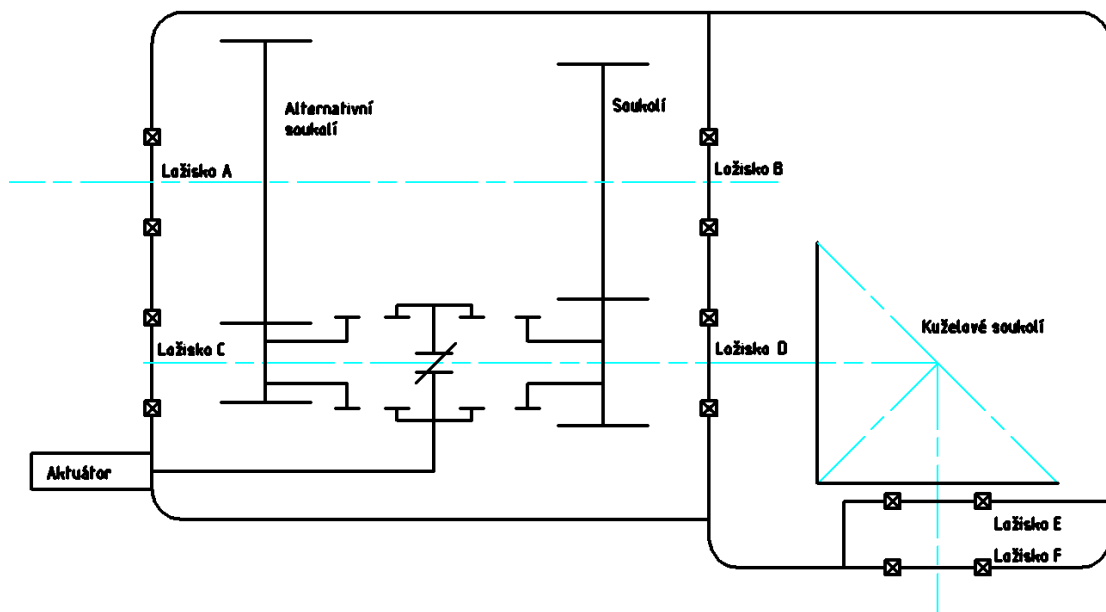 Alternativní
soukolí
Soukolí
Ložisko A
Ložisko B
Ložisko C
Ložisko D
Kuželové soukolí
Aktuátor
Ložisko E
Ložisko F